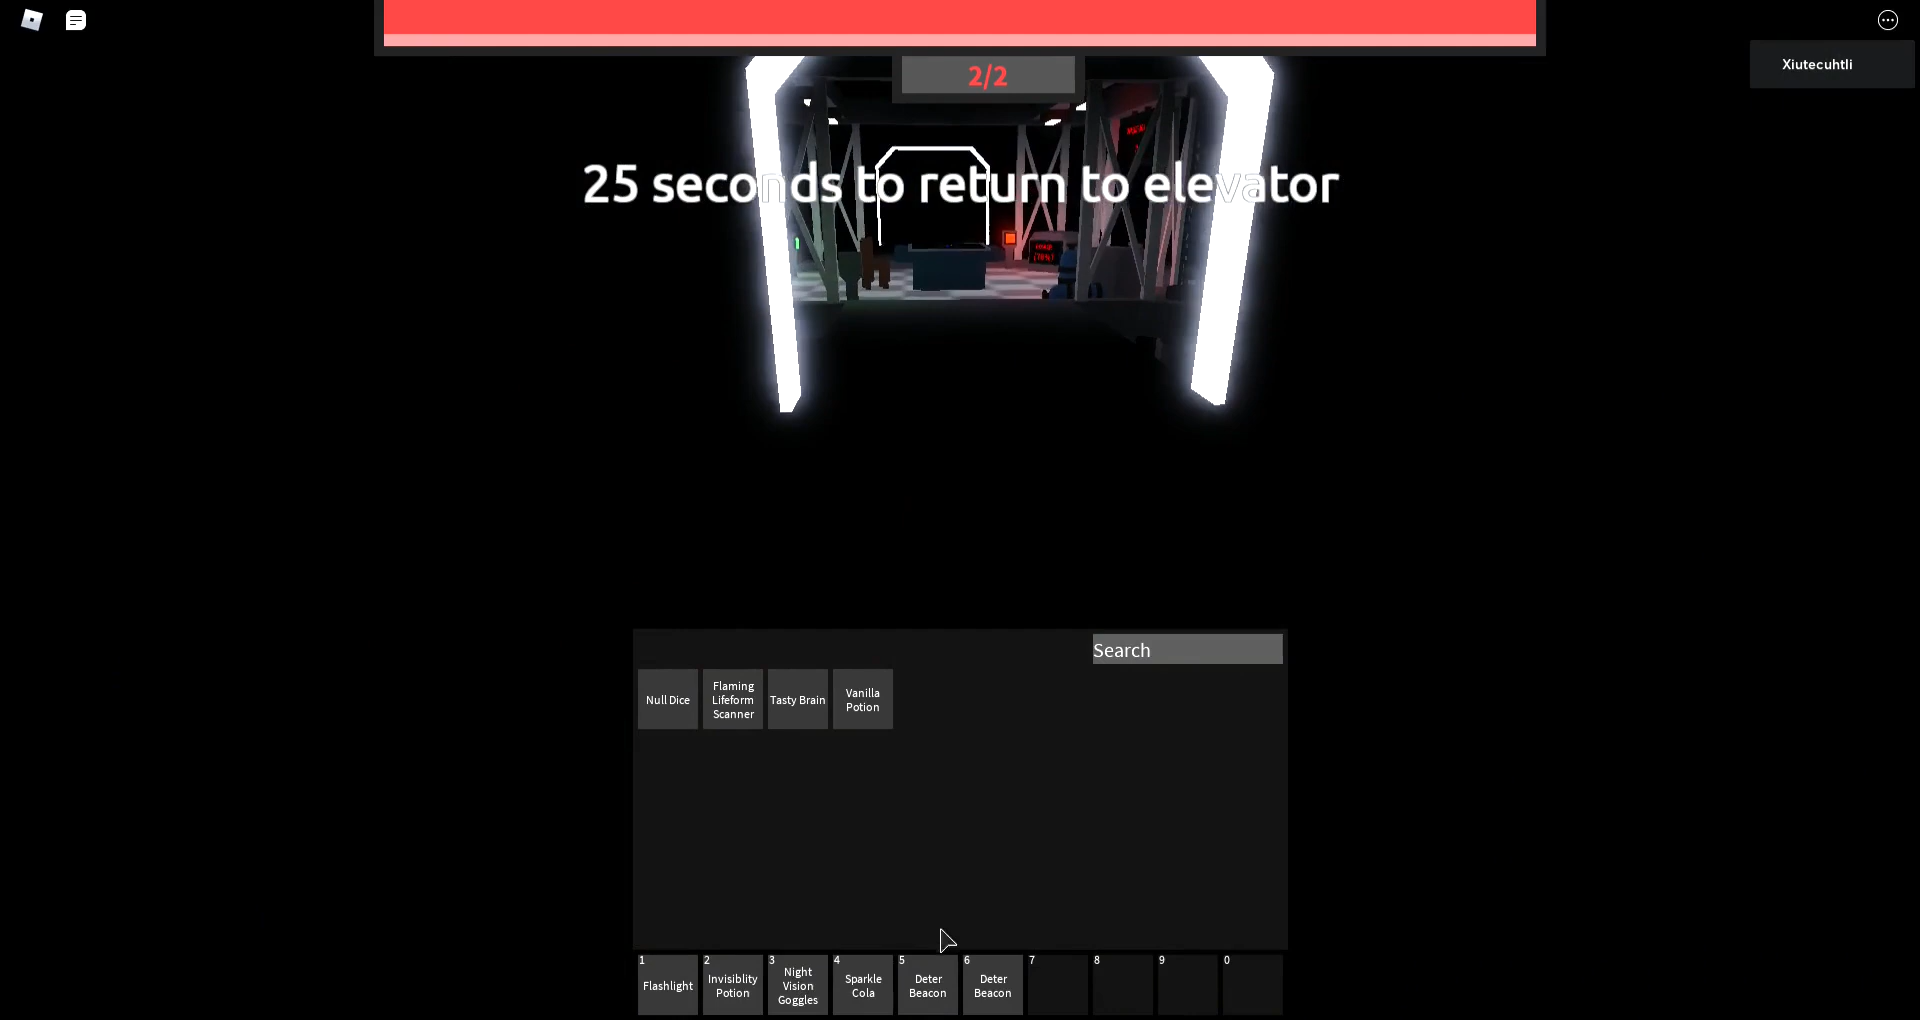 2/2
Xiutecuhtli
25 seconds to return to elevator
Search
Null Dice
Flaming
Lifeform
Scanner
Tasty Brain
Vanilla
Potion
1
Flashlight
2
Invisiblity
Potion
3
Night
Vision
Goggles
4
Sparkle
Cola
5
Deter
Beacon
6
Deter
Beacon
7
8
9
0